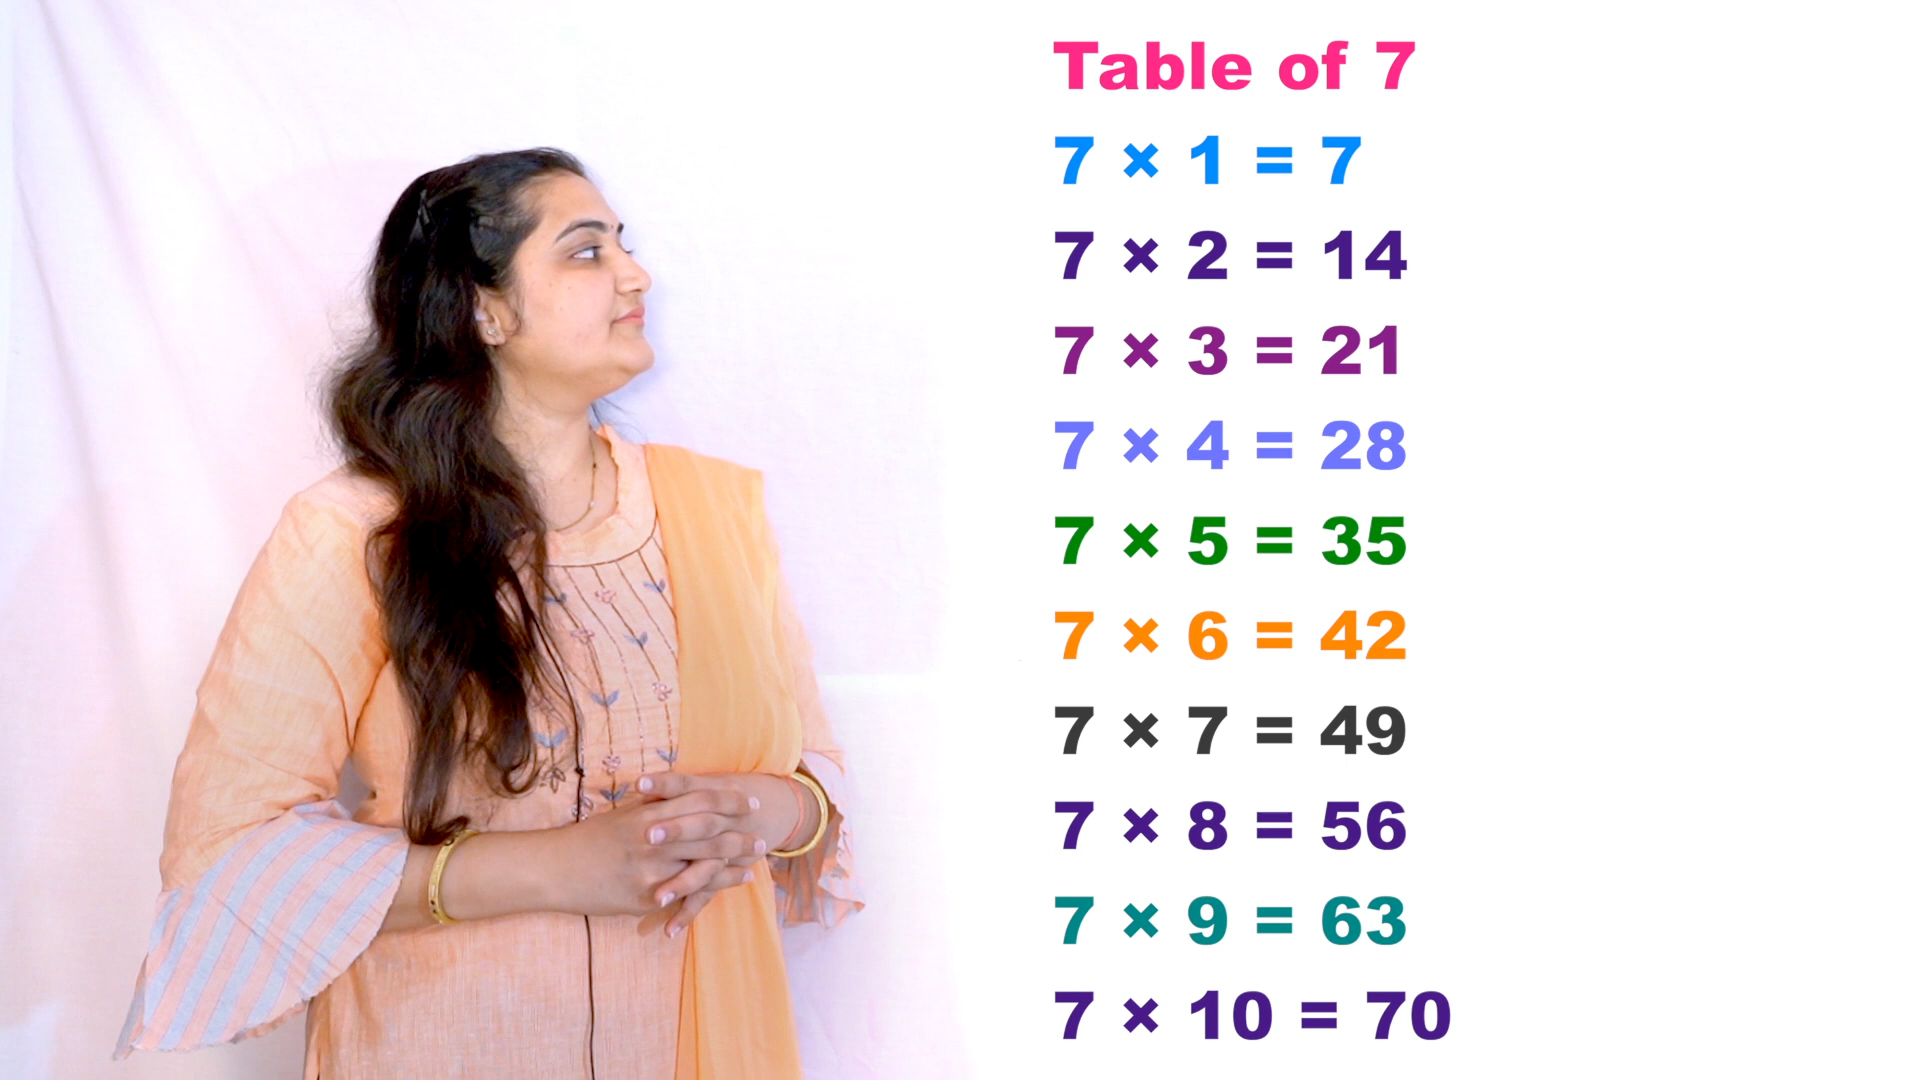 Table of 7
7 × 1 = 7
7 × 2 = 14
7 × 3 = 21
7 × 4 = 28
7 × 5 = 35
7 × 6 = 42
7 × 7 = 49
7 × 8 = 56
7 × 9 = 63
7 × 10 = 70